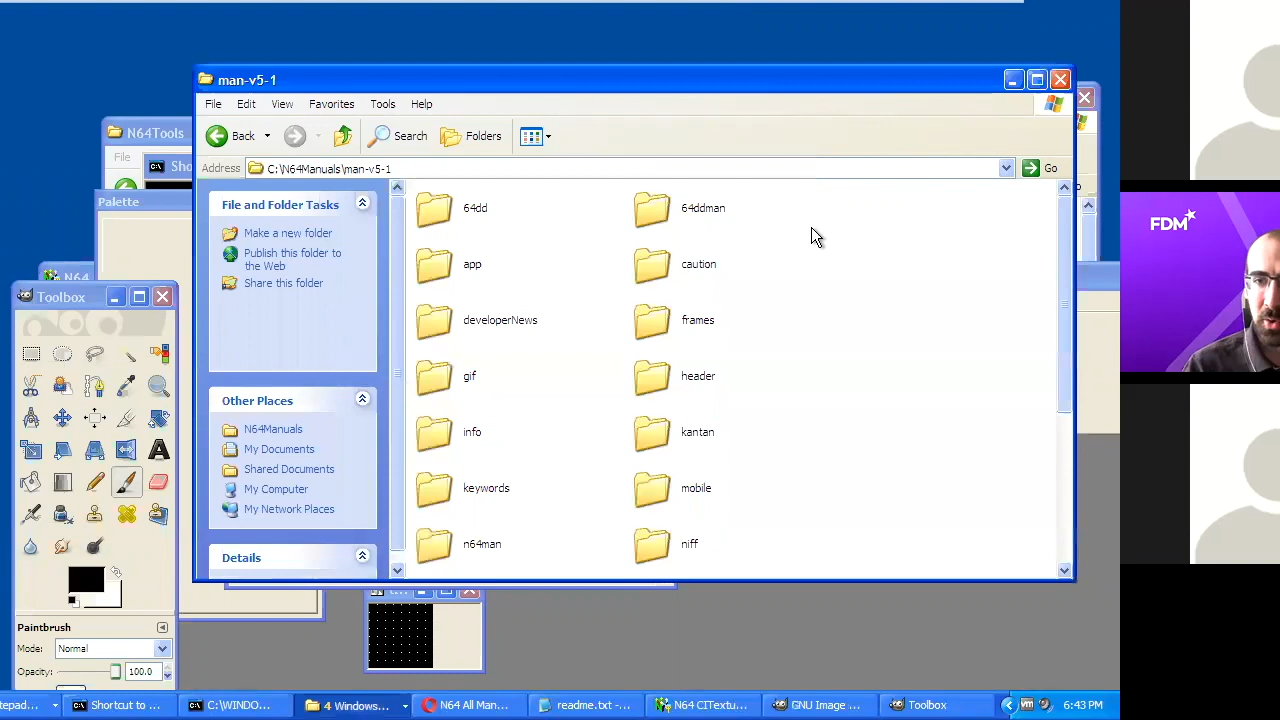 man-v5-1
File Edit View Favorites Tools Help
Back Search Folders
Address C:\N64Manuals\man-v5-1 Go
File and Folder Tasks
Make a new folder
Publish this folder to
the Web
Share this folder
Other Places
N64Manuals
My Documents
Shared Documents
My Computer
My Network Places
Details
64dd 64ddman
app caution
developerNews frames
gif header
info kantan
keywords mobile
n64man niff
N64Tools
File
Sho
Palette
N64
Toolbox
Paintbrush
Mode: Normal
Opacity: 100.0
FDM
tepad... Shortcut to ... C:\WINDO... 4 Windows... N64 All Man... readme.txt -... N64 CITextu... GNU Image ... Toolbox 6:43 PM